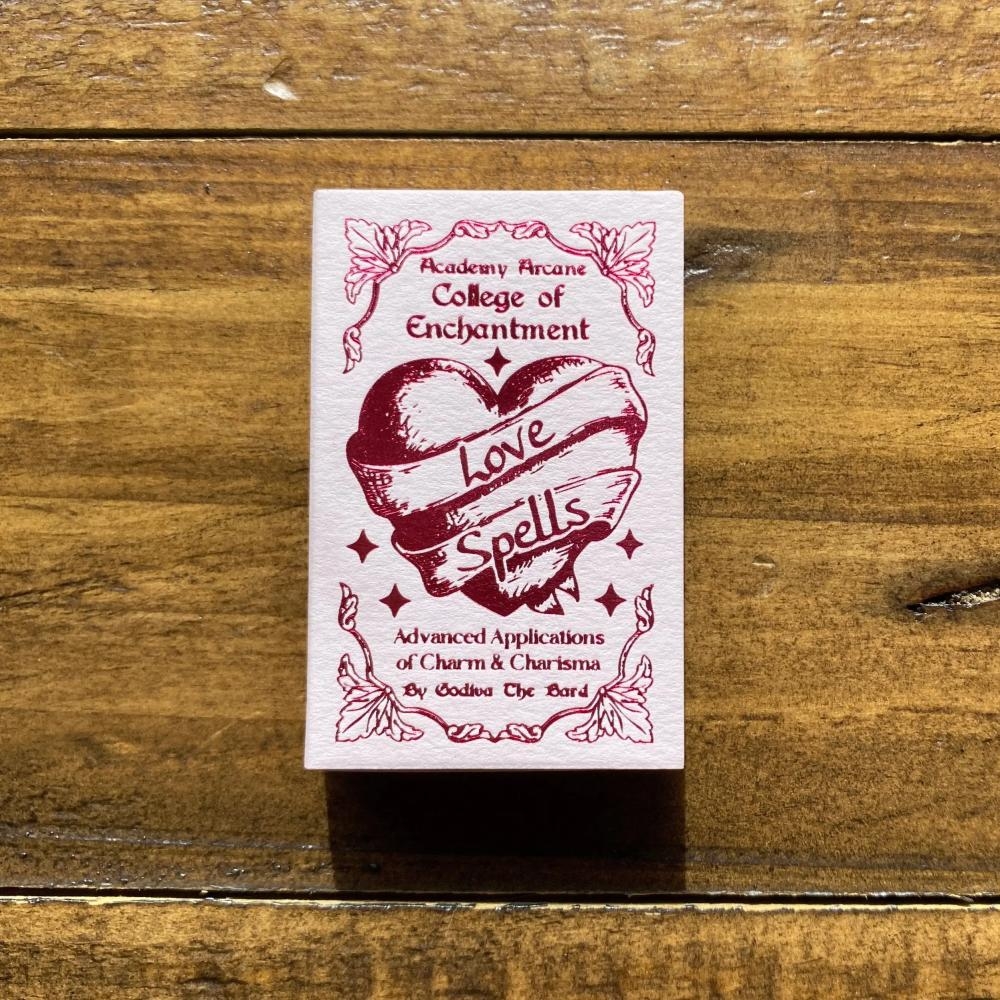 Academy Arcane
College of
Enchantment
Love
Spells
Advanced Applications
of Charm & Charisma
By Godiva The Bard